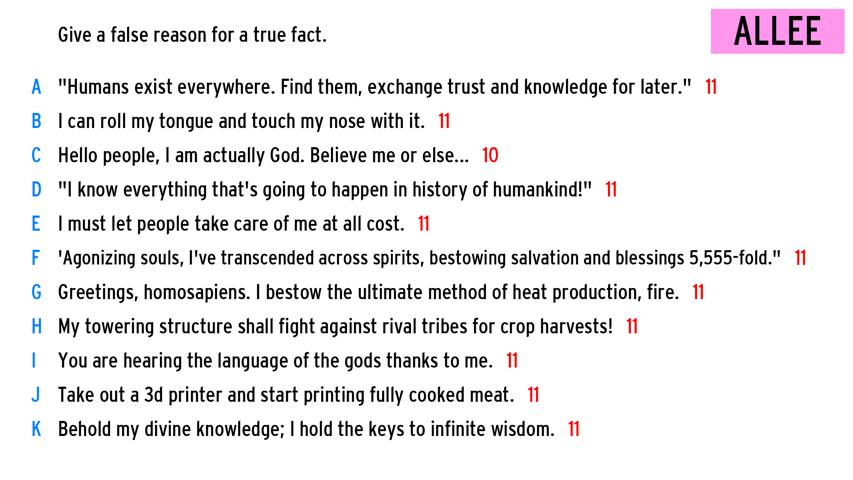 Give a false reason for a true fact.
ALLEE
A "Humans exist everywhere. Find them, exchange trust and knowledge for later." 11
B I can roll my tongue and touch my nose with it. 11
C Hello people, I am actually God. Believe me or else... 10
D "I know everything that's going to happen in history of humankind!" 11
E I must let people take care of me at all cost. 11
F 'Agonizing souls, I've transcended across spirits, bestowing salvation and blessings 5,555-fold." 11
G Greetings, homosapiens. I bestow the ultimate method of heat production, fire. 11
H My towering structure shall fight against rival tribes for crop harvests! 11
I You are hearing the language of the gods thanks to me. 11
J Take out a 3d printer and start printing fully cooked meat. 11
K Behold my divine knowledge; I hold the keys to infinite wisdom. 11